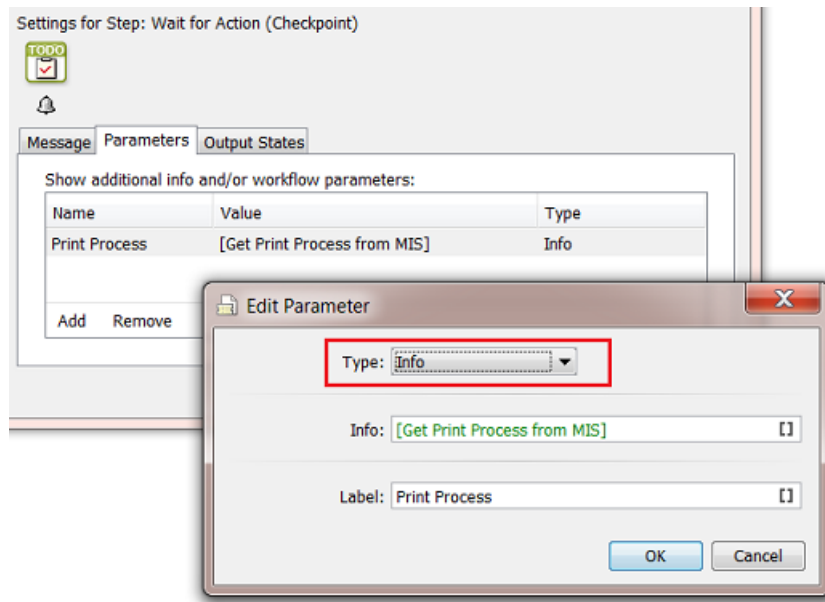 Settings for Step: Wait for Action (Checkpoint)
TODO
Message Parameters Output States
Show additional info and/or workflow parameters:
Name Value Type
Print Process [Get Print Process from MIS] Info
Add Remove
Edit Parameter
X
Type: Info
Info: [Get Print Process from MIS] []
Label: Print Process []
OK Cancel